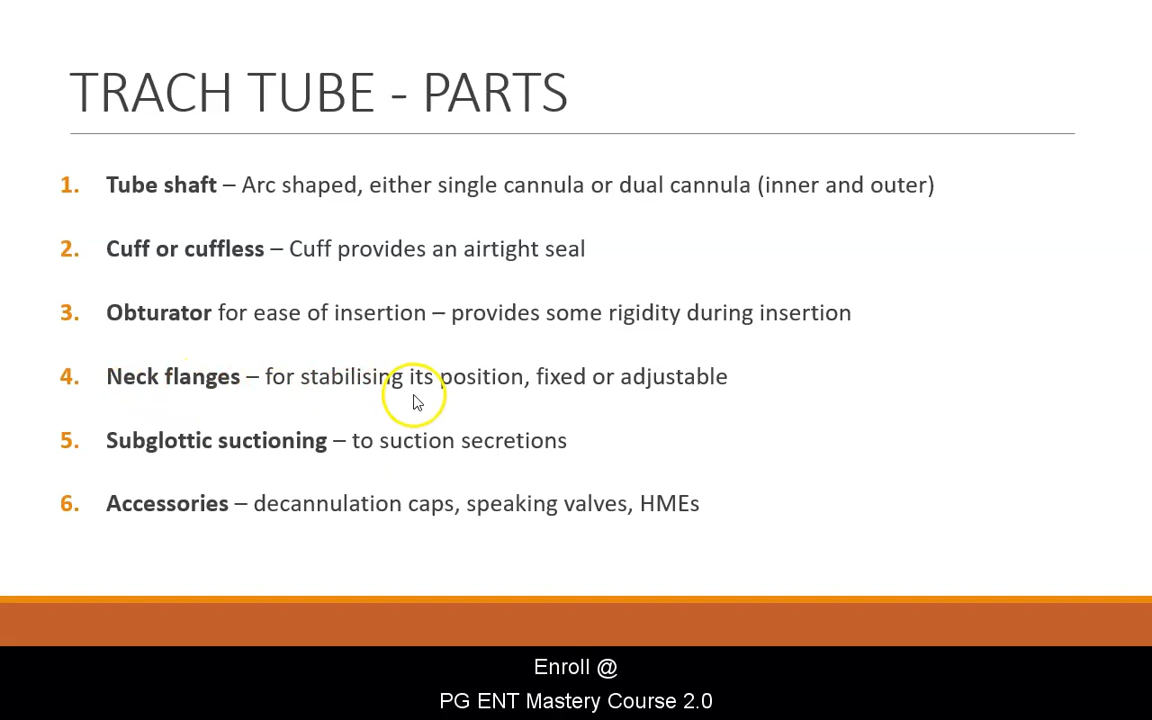 TRACH TUBE - PARTS
1. Tube shaft – Arc shaped, either single cannula or dual cannula (inner and outer)
2. Cuff or cuffless – Cuff provides an airtight seal
3. Obturator for ease of insertion – provides some rigidity during insertion
4. Neck flanges – for stabilising its position, fixed or adjustable
5. Subglottic suctioning – to suction secretions
6. Accessories – decannulation caps, speaking valves, HMEs
Enroll @
PG ENT Mastery Course 2.0